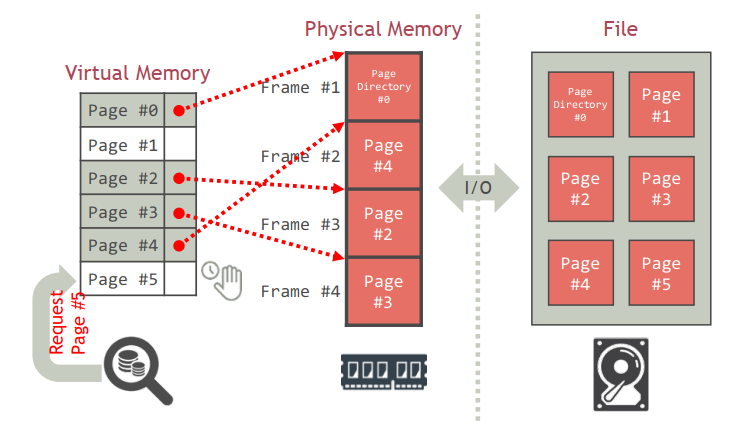 Physical Memory
File
Virtual Memory
Page #0
Page #1
Page #2
Page #3
Page #4
Page #5
Request
Page #5
Frame #1
Frame #2
Frame #3
Frame #4
Page
Directory
#0
Page
#4
Page
#2
Page
#3
I/O
Page
Directory
#0
Page
#1
Page
#2
Page
#3
Page
#4
Page
#5